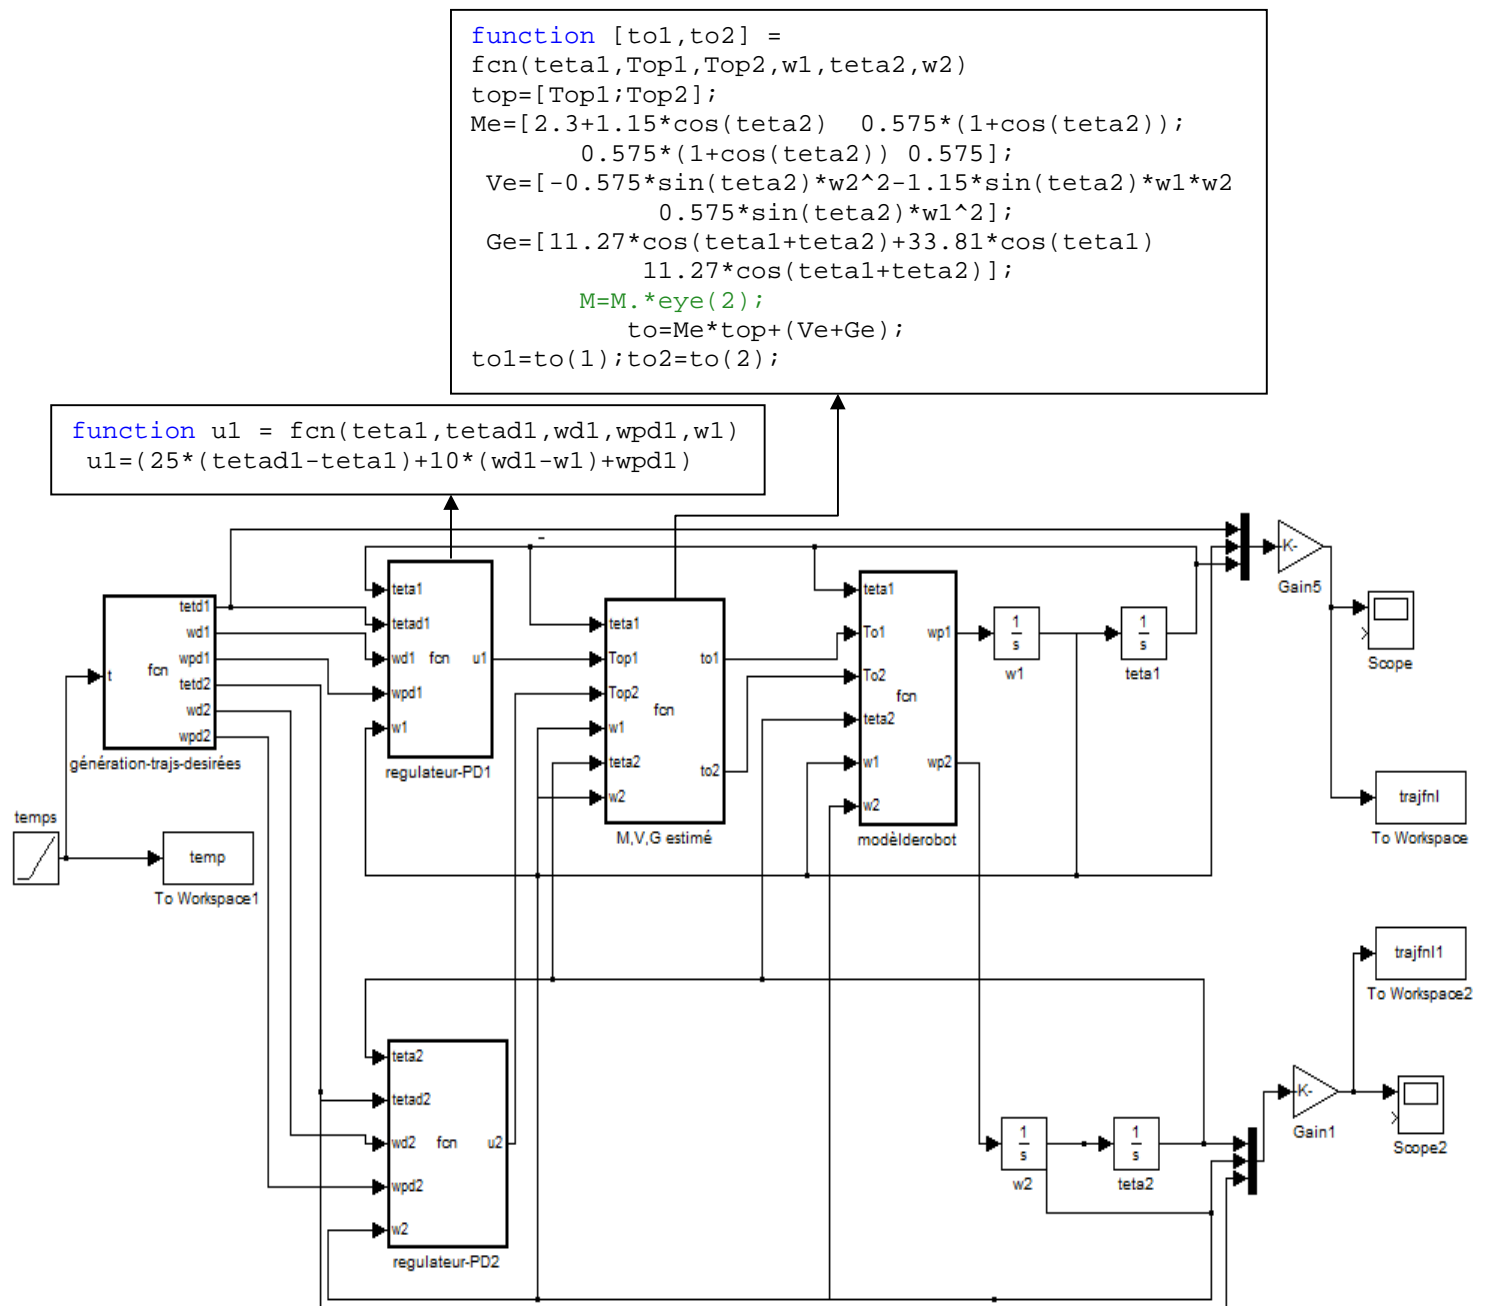 function [to1,to2] =
fcn(teta1,Top1,Top2,w1,teta2,w2)
top=[Top1;Top2];
Me=[2.3+1.15*cos(teta2)  0.575*(1+cos(teta2));
0.575*(1+cos(teta2)) 0.575];
Ve=[-0.575*sin(teta2)*w2^2-1.15*sin(teta2)*w1*w2
0.575*sin(teta2)*w1^2];
Ge=[11.27*cos(teta1+teta2)+33.81*cos(teta1)
11.27*cos(teta1+teta2)];
M=M.*eye(2);
to=Me*top+(Ve+Ge);
to1=to(1);to2=to(2);
function u1 = fcn(teta1,tetad1,wd1,wpd1,w1)
u1=(25*(tetad1-teta1)+10*(wd1-w1)+wpd1)
t
fcn
tetd1
wd1
wpd1
tetd2
wd2
wpd2
génération-trajs-desirées
temps
temp
To Workspace1
teta1
tetad1
wd1
wpd1
w1
fcn
u1
regulateur-PD1
teta1
Top1
Top2
w1
teta2
w2
fcn
to1
to2
M,V,G estimé
teta1
To1
To2
teta2
w1
w2
fcn
wp1
wp2
modèlderobot
1
s
w1
1
s
teta1
-
K-
Gain5
Scope
trajfnl
To Workspace
trajfnl1
To Workspace2
teta2
tetad2
wd2
wpd2
w2
fcn
u2
regulateur-PD2
1
s
w2
1
s
teta2
K-
Gain1
Scope2